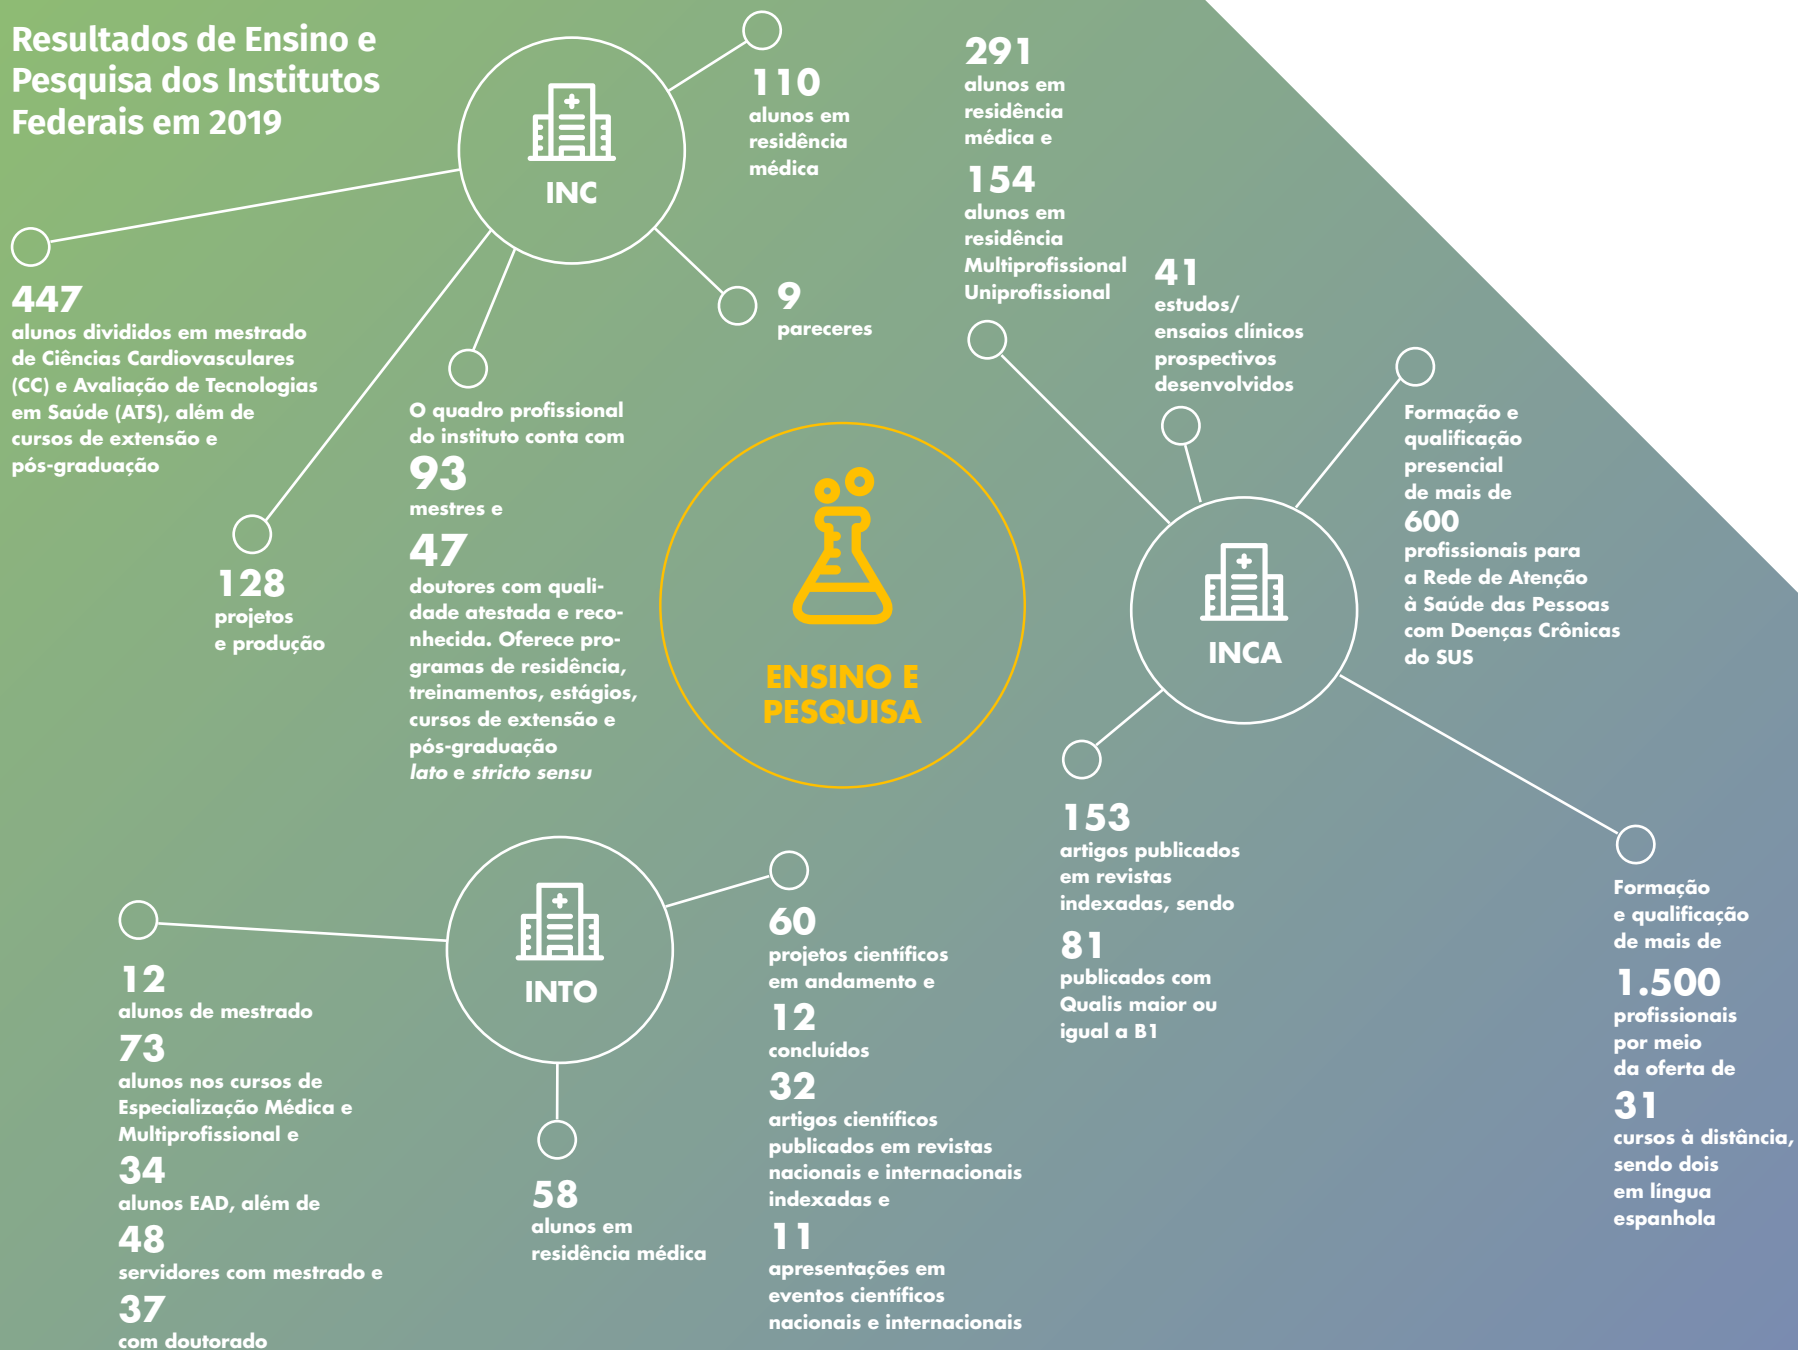 Resultados de Ensino e
Pesquisa dos Institutos
Federais em 2019
INC
110
alunos em
residência
médica
447
alunos divididos em mestrado
de Ciências Cardiovasculares
(CC) e Avaliação de Tecnologias
em Saúde (ATS), além de
cursos de extensão e
pós-graduação
9
pareceres
128
projetos
e produção
O quadro profissional
do instituto conta com
93
mestres e
47
doutores com quali-
dade atestada e reco-
nhecida. Oferece pro-
gramas de residência,
treinamentos, estágios,
cursos de extensão e
pós-graduação
lato e stricto sensu
ENSINO E
PESQUISA
291
alunos em
residência
médica e
154
alunos em
residência
Multiprofissional
Uniprofissional
41
estudos/
ensaios clínicos
prospectivos
desenvolvidos
Formação e
qualificação
presencial
de mais de
600
profissionais para
a Rede de Atenção
à Saúde das Pessoas
com Doenças Crônicas
do SUS
INCA
153
artigos publicados
em revistas
indexadas, sendo
81
publicados com
Qualis maior ou
igual a B1
Formação
e qualificação
de mais de
1.500
profissionais
por meio
da oferta de
31
cursos à distância,
sendo dois
em língua
espanhola
INTO
12
alunos de mestrado
73
alunos nos cursos de
Especialização Médica e
Multiprofissional e
34
alunos EAD, além de
48
servidores com mestrado e
37
com doutorado
58
alunos em
residência médica
60
projetos científicos
em andamento e
12
concluídos
32
artigos científicos
publicados em revistas
nacionais e internacionais
indexadas e
11
apresentações em
eventos científicos
nacionais e internacionais